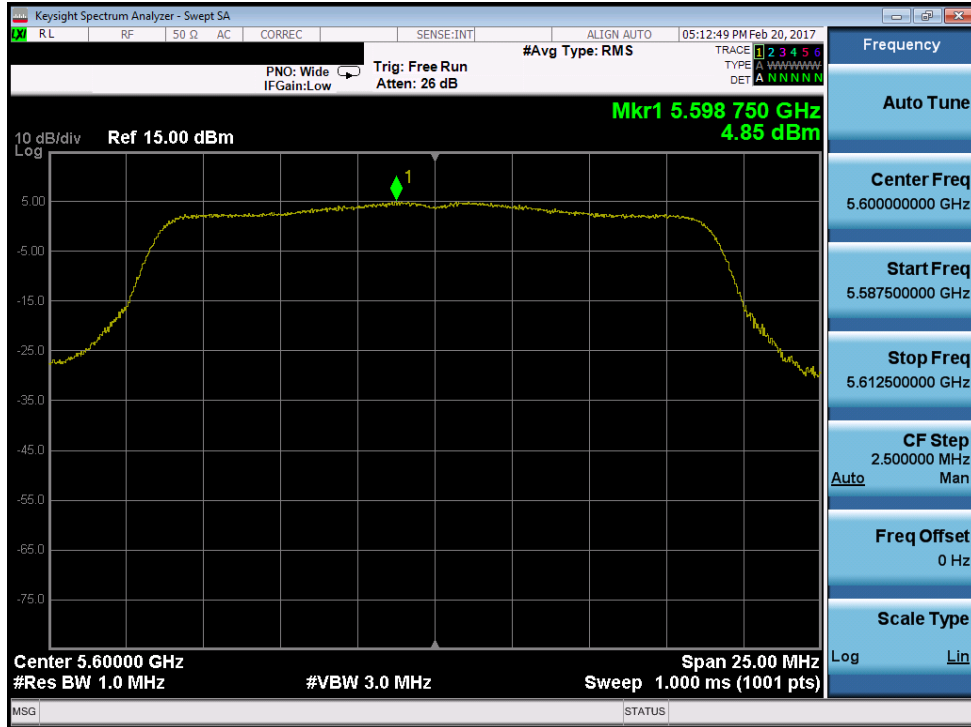 Keysight Spectrum Analyzer - Swept SA
LXI RL RF 50 Ω AC CORREC SENSE:INT ALIGN AUTO 05:12:49 PM Feb 20, 2017
#Avg Type: RMS TRACE 1 2 3 4 5 6
PNO: Wide Trig: Free Run TYPE A WWWWW
IFGain:Low Atten: 26 dB DET A N N N N N
Mkr1 5.598 750 GHz
4.85 dBm
10 dB/div Ref 15.00 dBm
Log
1
5.00
-5.00
-15.0
-25.0
-35.0
-45.0
-55.0
-65.0
-75.0
Center 5.60000 GHz Span 25.00 MHz
#Res BW 1.0 MHz #VBW 3.0 MHz Sweep 1.000 ms (1001 pts)
MSG STATUS
Frequency
Auto Tune
Center Freq
5.600000000 GHz
Start Freq
5.587500000 GHz
Stop Freq
5.612500000 GHz
CF Step
2.500000 MHz
Auto Man
Freq Offset
0 Hz
Scale Type
Log Lin